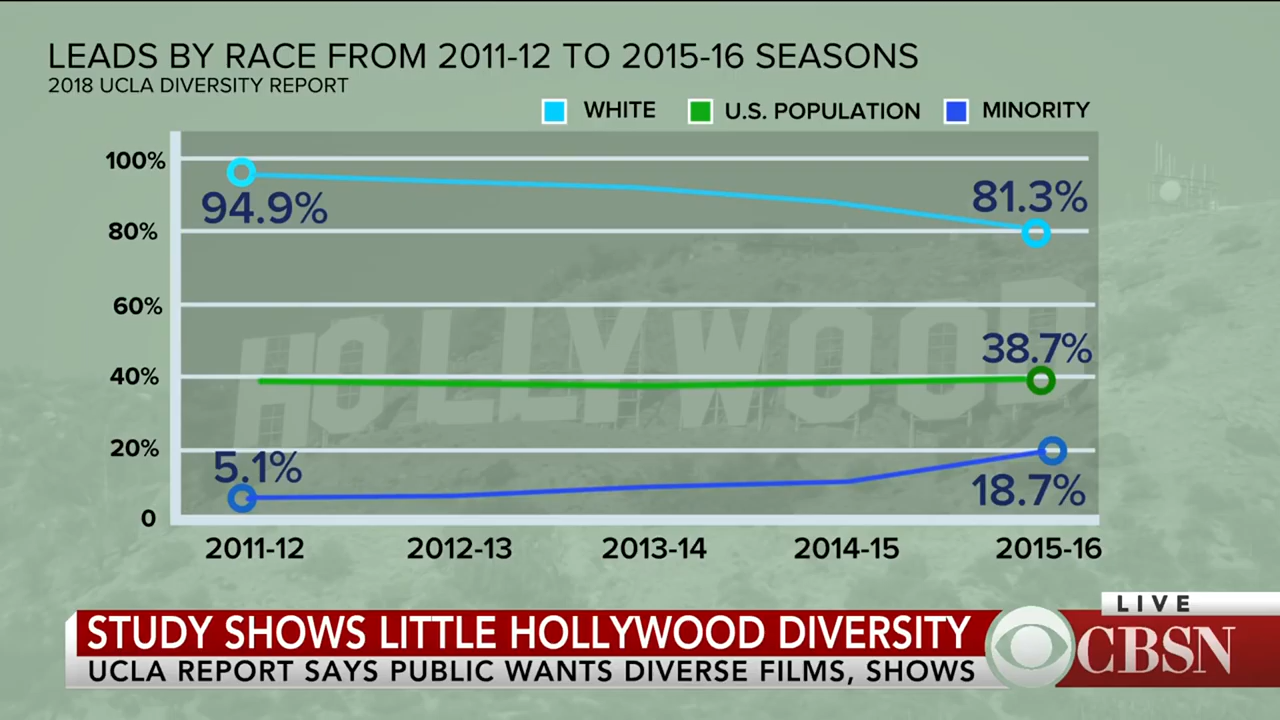 LEADS BY RACE FROM 2011-12 TO 2015-16 SEASONS
2018 UCLA DIVERSITY REPORT
WHITE U.S. POPULATION MINORITY
100%
94.9% 81.3%
80%
60%
HOLLYWOOD
38.7%
40%
20%
5.1% 18.7%
0
2011-12 2012-13 2013-14 2014-15 2015-16
LIVE
STUDY SHOWS LITTLE HOLLYWOOD DIVERSITY
UCLA REPORT SAYS PUBLIC WANTS DIVERSE FILMS, SHOWS
CBSN